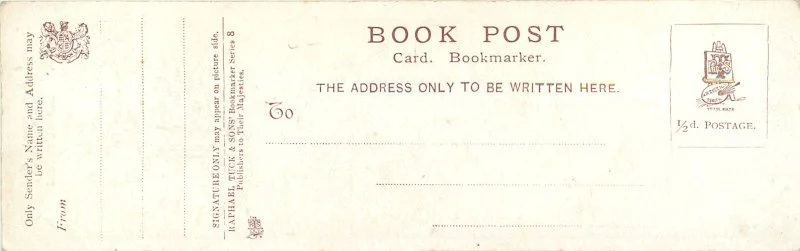 Only Sender's Name and Address may
be written here.
From
SIGNATURE ONLY may appear on picture side.
RAPHAEL TUCK & SONS' Bookmarker Series 8
Publishers to Their Majesties.
BOOK POST
Card. Bookmarker.
THE ADDRESS ONLY TO BE WRITTEN HERE.
To
½d. POSTAGE.